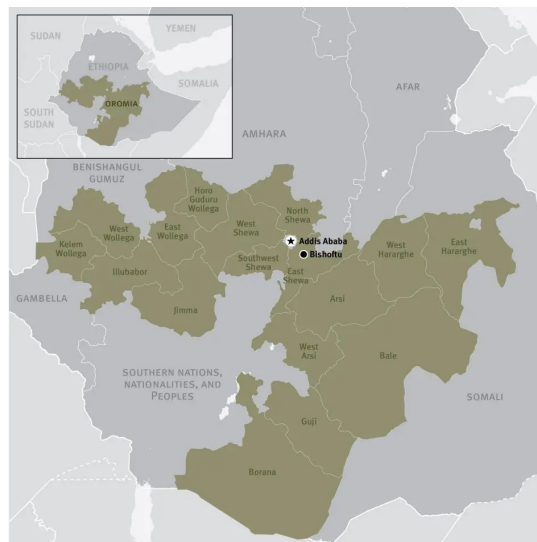 SUDAN
YEMEN
ETHIOPIA
SOMALIA
OROMIA
SOUTH
SUDAN
AFAR
AMHARA
BENISHANGUL
GUMUZ
Horo
Guduru
Wollega
North
Shewa
West
Shewa
East
Wollega
West
Wollega
Kelem
Wollega
Addis Ababa
Bishoftu
West
Hararghe
East
Hararghe
Southwest
Shewa
East
Shewa
Illubabor
GAMBELLA
Jimma
Arsi
West
Arsi
Bale
SOUTHERN NATIONS,
NATIONALITIES, AND
PEOPLES
SOMALI
Guji
Borana